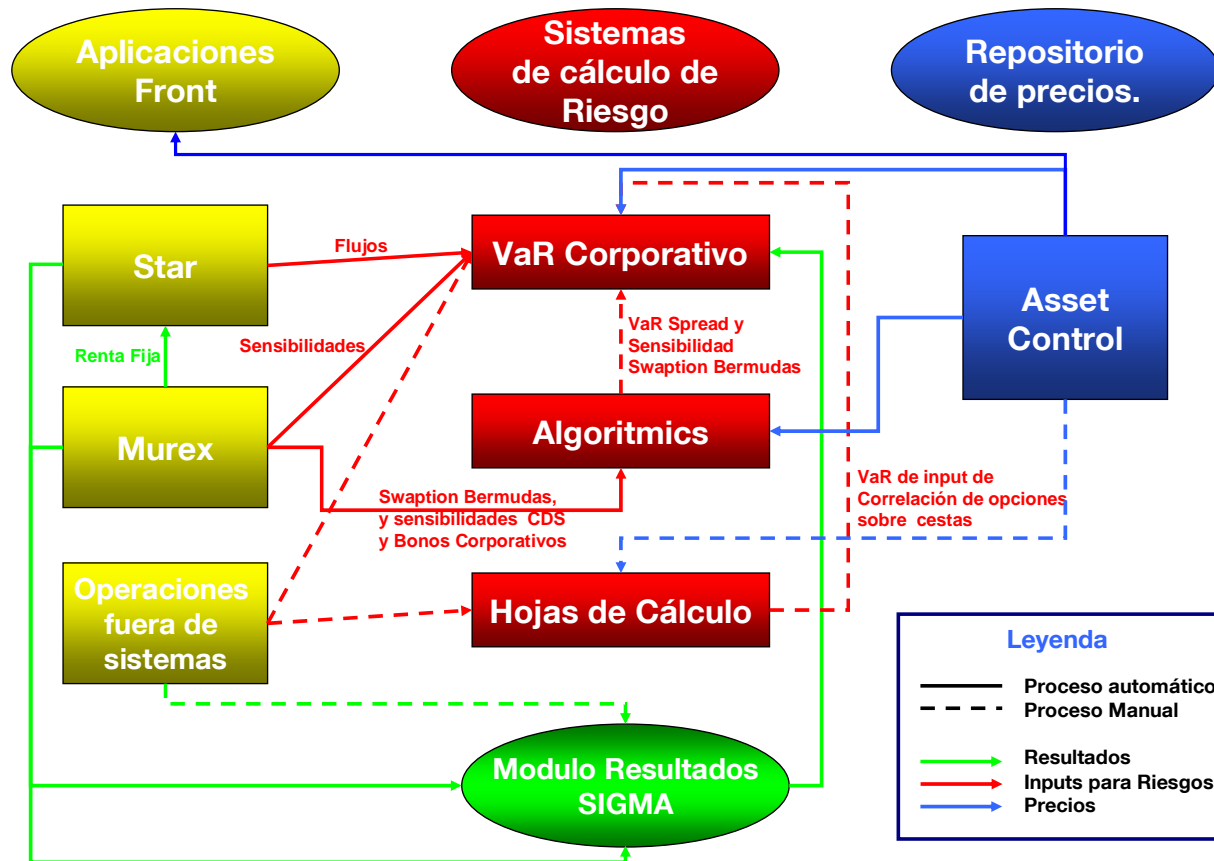 Aplicaciones
Front
Sistemas
de cálculo de
Riesgo
Repositorio
de precios.
Star
Flujos
VaR Corporativo
Asset
Control
Renta Fija
Sensibilidades
VaR Spread y
Sensibilidad
Swaption Bermudas
Murex
Algoritmics
Swaption Bermudas,
y sensibilidades CDS
y Bonos Corporativos
VaR de input de
Correlación de opciones
sobre cestas
Operaciones
fuera de
sistemas
Hojas de Cálculo
Modulo Resultados
SIGMA
Leyenda
Proceso automático
Proceso Manual
Resultados
Inputs para Riesgos
Precios